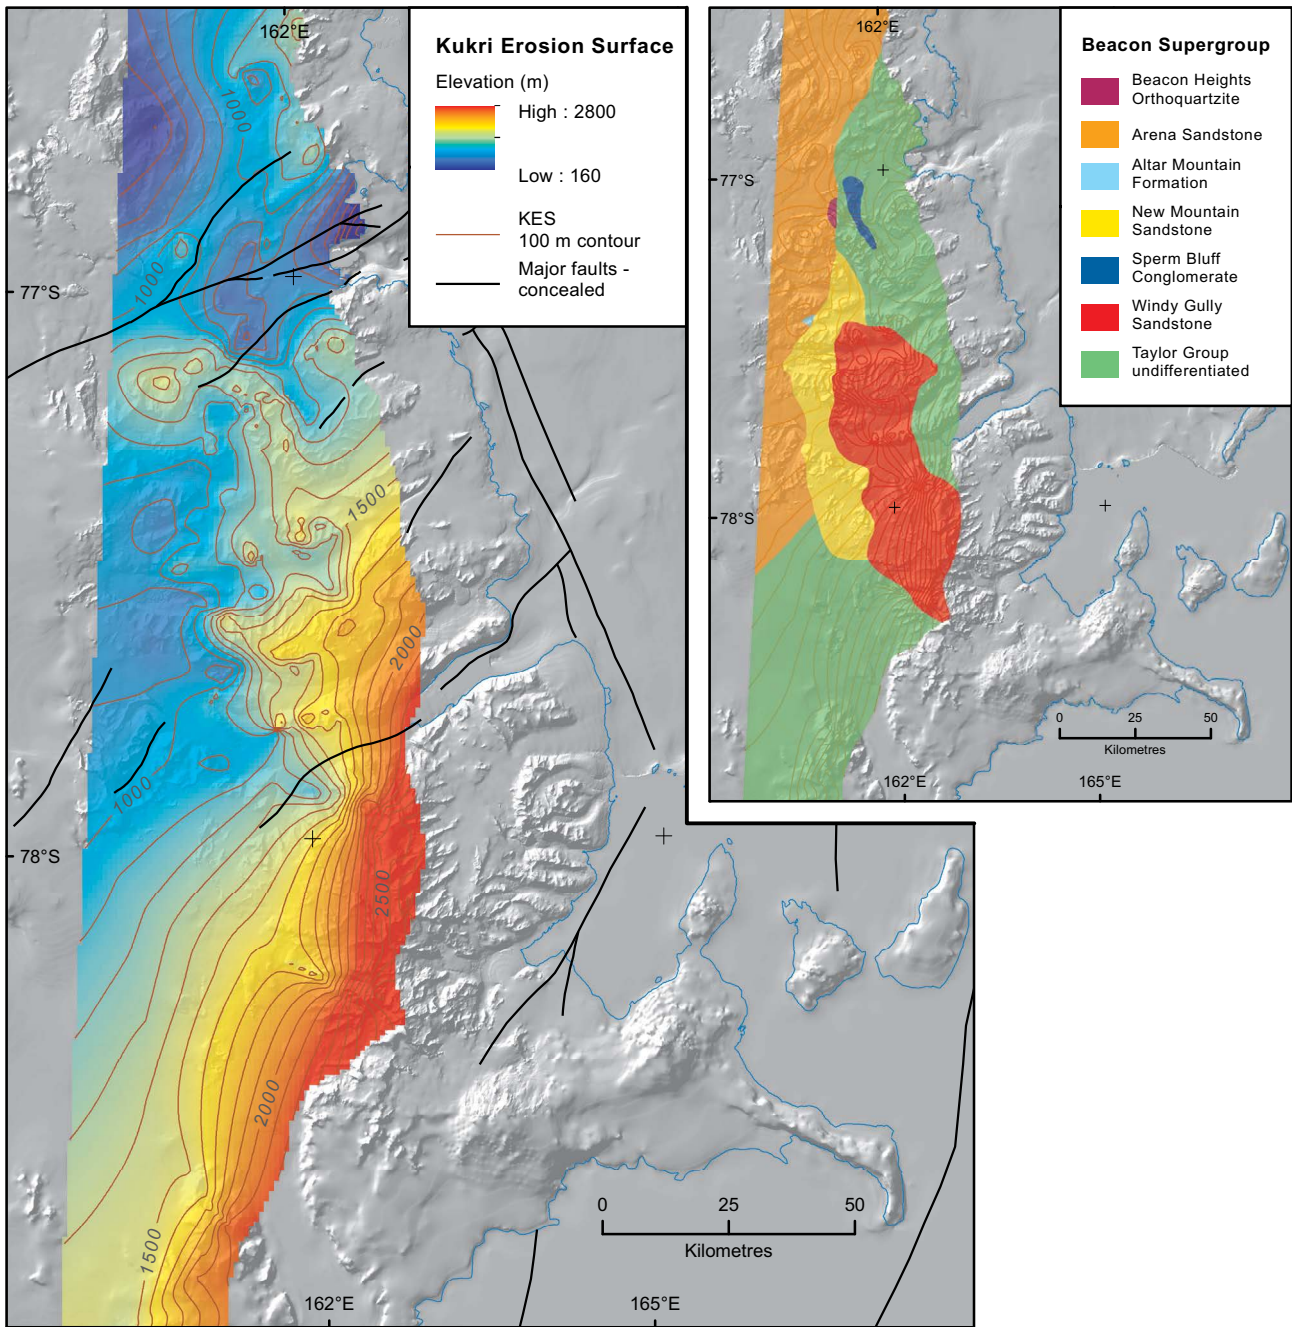 162°E
Kukri Erosion Surface
Elevation (m)
High : 2800
Low : 160
KES
100 m contour
Major faults -
concealed
1000
77°S
1000
1500
2000
1000
78°S
2500
2000
1500
0 25 50
Kilometres
162°E
165°E
162°E
Beacon Supergroup
Beacon Heights
Orthoquartzite
Arena Sandstone
Altar Mountain
Formation
New Mountain
Sandstone
Sperm Bluff
Conglomerate
Windy Gully
Sandstone
Taylor Group
undifferentiated
77°S
78°S
0 25 50
Kilometres
162°E
165°E